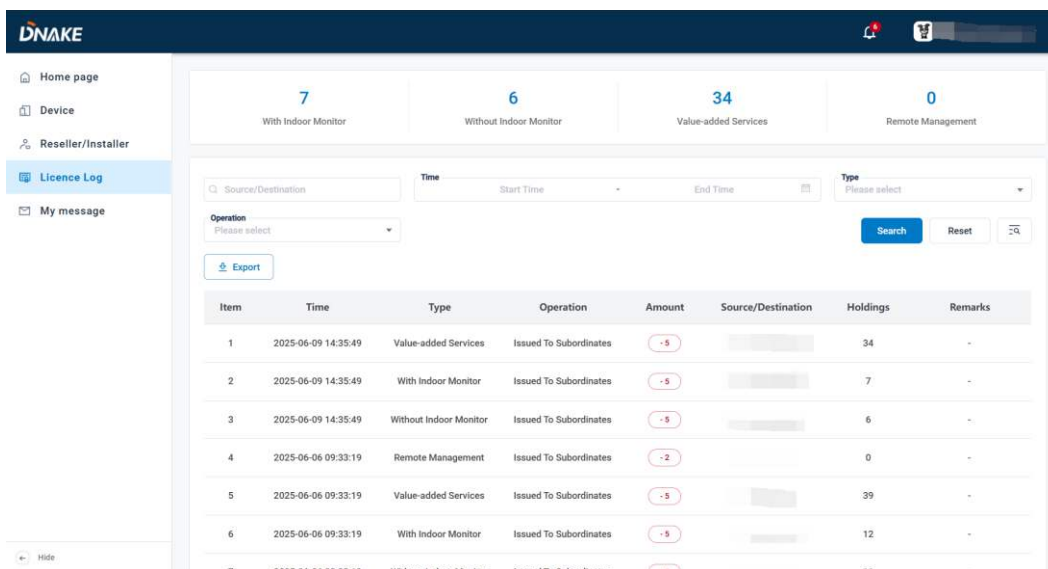 DNAKE
6
Home page
Device
Reseller/Installer
Licence Log
My message
Hide
7 6 34 0
With Indoor Monitor Without Indoor Monitor Value-added Services Remote Management
Source/Destination Time Start Time - End Time Type Please select
Operation
Please select
Search Reset
Export
Item Time Type Operation Amount Source/Destination Holdings Remarks
1 2025-06-09 14:35:49 Value-added Services Issued To Subordinates - 5 34 -
2 2025-06-09 14:35:49 With Indoor Monitor Issued To Subordinates - 5 7 -
3 2025-06-09 14:35:49 Without Indoor Monitor Issued To Subordinates - 5 6 -
4 2025-06-06 09:33:19 Remote Management Issued To Subordinates - 2 0 -
5 2025-06-06 09:33:19 Value-added Services Issued To Subordinates - 5 39 -
6 2025-06-06 09:33:19 With Indoor Monitor Issued To Subordinates - 5 12 -